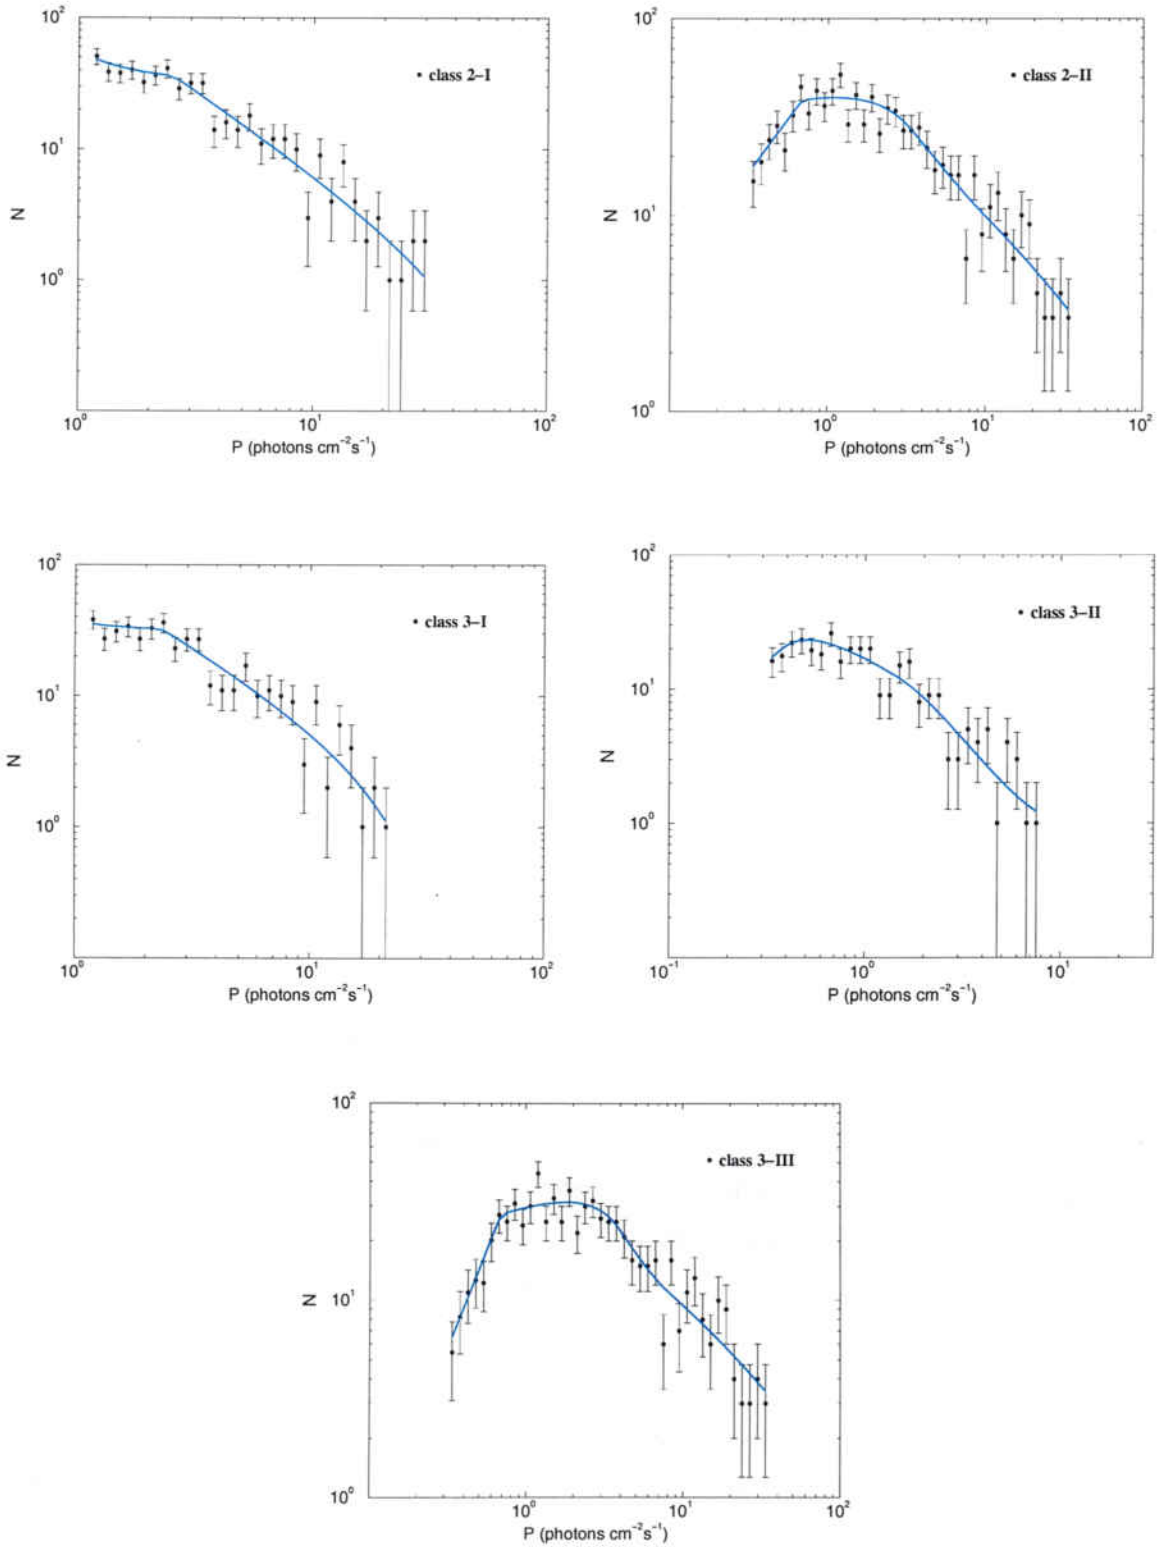 10² 10²
• class 2–I • class 2–II
10¹
N N 10¹
10⁰
10⁰
10⁰ 10¹ 10² 10⁰ 10¹ 10²
P (photons cm⁻²s⁻¹) P (photons cm⁻²s⁻¹)
10² 10²
• class 3–I • class 3–II
10¹ 10¹
N N
10⁰ 10⁰
10⁰ 10¹ 10² 10⁻¹ 10⁰ 10¹
P (photons cm⁻²s⁻¹) P (photons cm⁻²s⁻¹)
10²
• class 3–III
N 10¹
10⁰
10⁰ 10¹ 10²
P (photons cm⁻²s⁻¹)